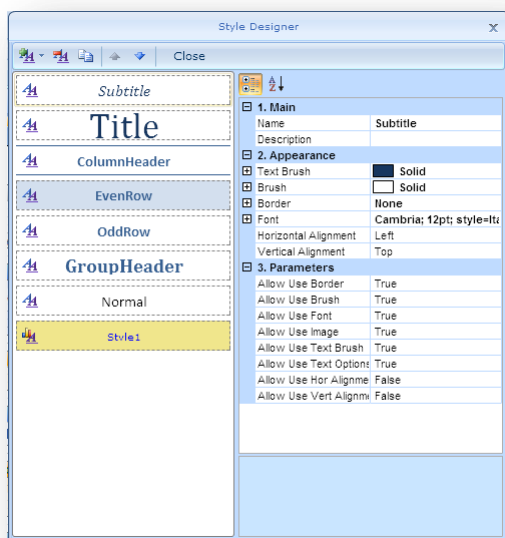 Style Designer x
Close
Subtitle
Title
ColumnHeader
EvenRow
OddRow
GroupHeader
Normal
Style1
1. Main
Name Subtitle
Description
2. Appearance
Text Brush Solid
Brush Solid
Border None
Font Cambria; 12pt; style=Ita
Horizontal Alignment Left
Vertical Alignment Top
3. Parameters
Allow Use Border True
Allow Use Brush True
Allow Use Font True
Allow Use Image True
Allow Use Text Brush True
Allow Use Text Options True
Allow Use Hor Alignme False
Allow Use Vert Alignm False